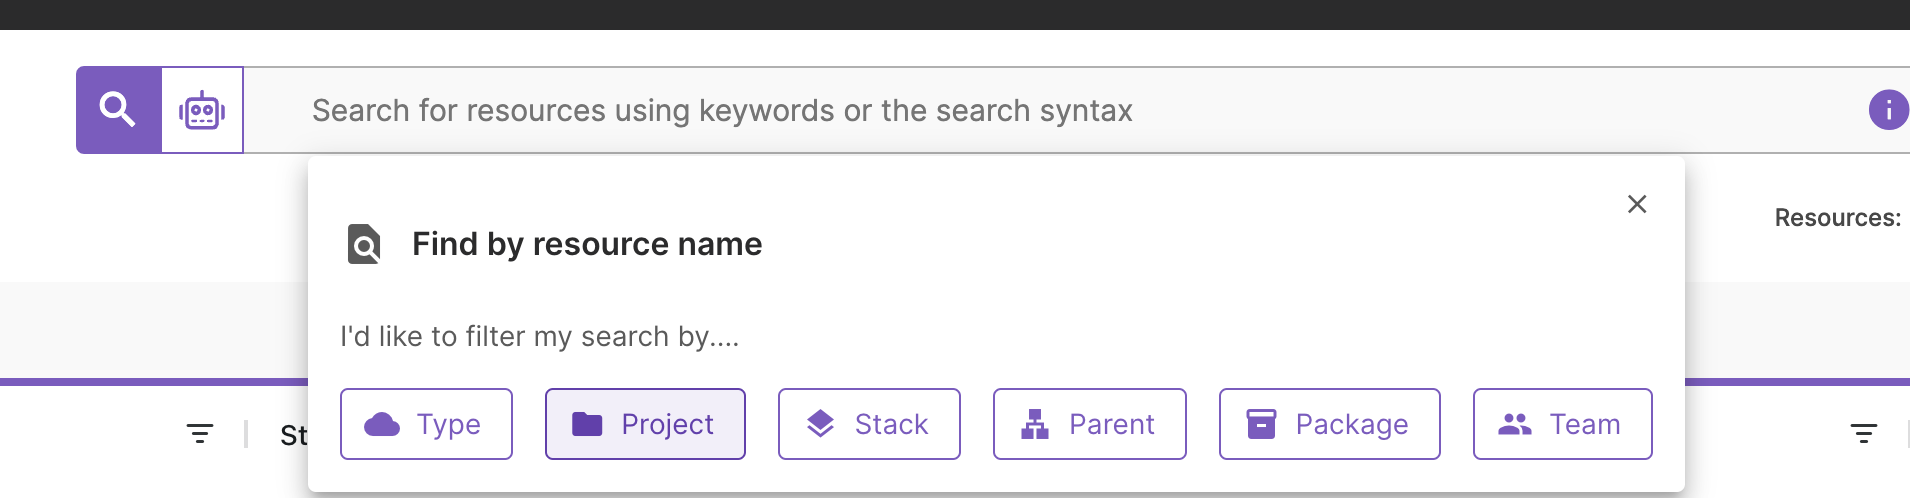 Search for resources using keywords or the search syntax
i
Find by resource name
Resources:
I'd like to filter my search by....
Type Project Stack Parent Package Team
St